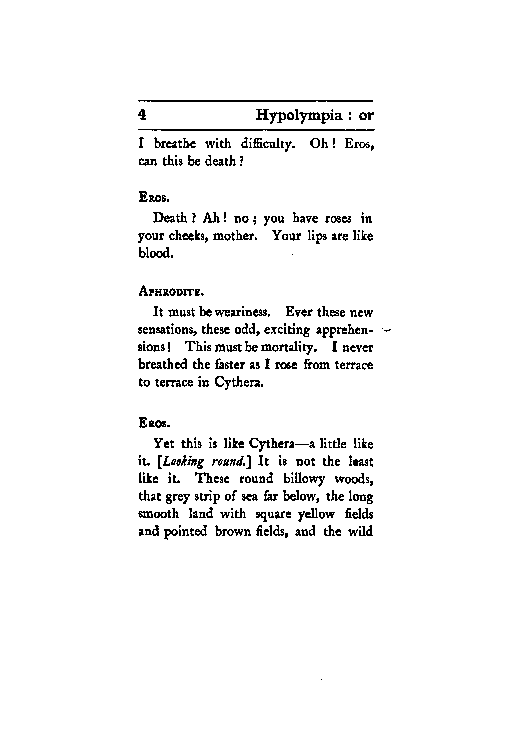 4 Hypolympia : or
I breathe with difficulty. Oh! Eros,
can this be death?
Eros.
Death? Ah! no; you have roses in
your cheeks, mother. Your lips are like
blood.
Aphrodite.
It must be weariness. Ever these new
sensations, these odd, exciting apprehen-
sions! This must be mortality. I never
breathed the faster as I rose from terrace
to terrace in Cythera.
Eros.
Yet this is like Cythera—a little like
it. [Looking round.] It is not the least
like it. These round billowy woods,
that grey strip of sea far below, the long
smooth land with square yellow fields
and pointed brown fields, and the wild